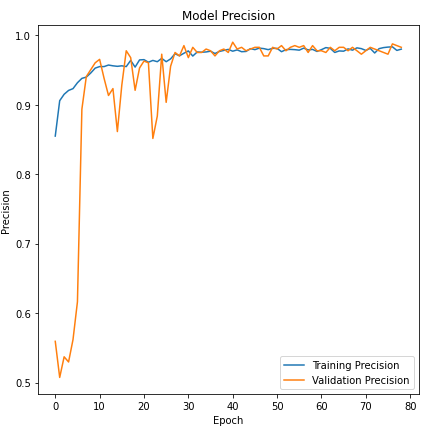 Model Precision
1.0
0.9
0.8
0.7
0.6
0.5
Precision
0 10 20 30 40 50 60 70 80
Epoch
Training Precision
Validation Precision